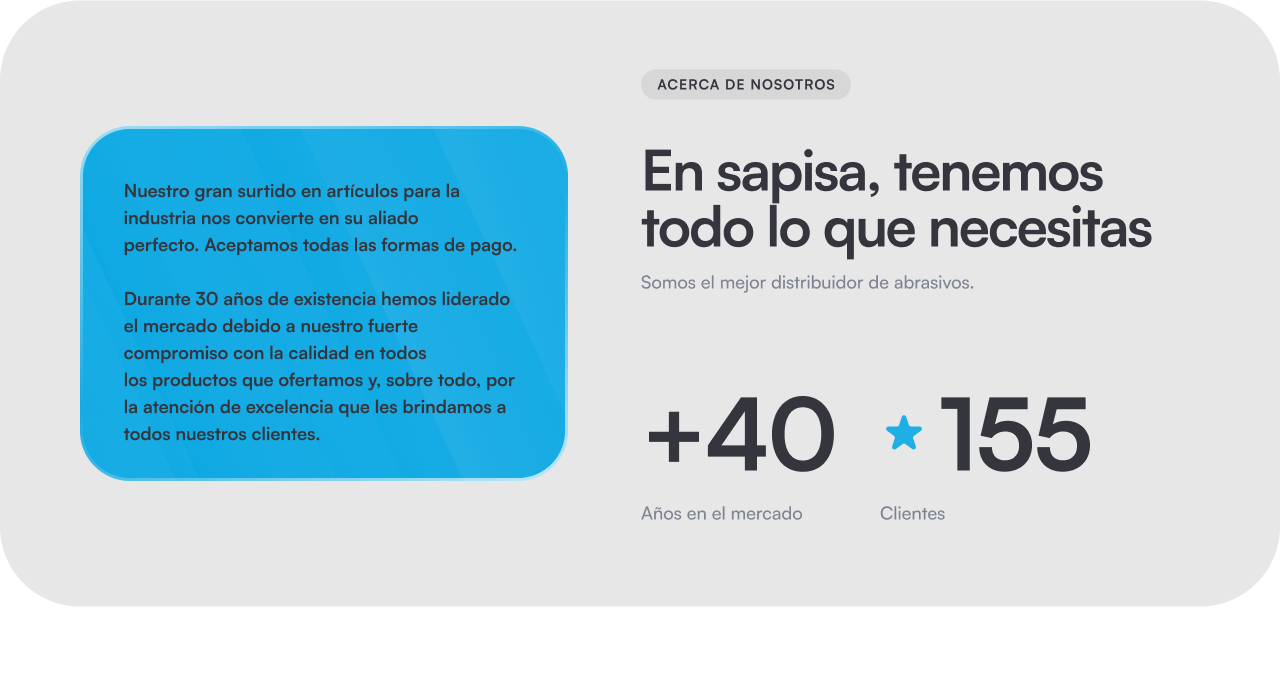 Nuestro gran surtido en artículos para la
industria nos convierte en su aliado
perfecto. Aceptamos todas las formas de pago.
Durante 30 años de existencia hemos liderado
el mercado debido a nuestro fuerte
compromiso con la calidad en todos
los productos que ofertamos y, sobre todo, por
la atención de excelencia que les brindamos a
todos nuestros clientes.
ACERCA DE NOSOTROS
En sapisa, tenemos
todo lo que necesitas
Somos el mejor distribuidor de abrasivos.
+40
Años en el mercado
155
Clientes